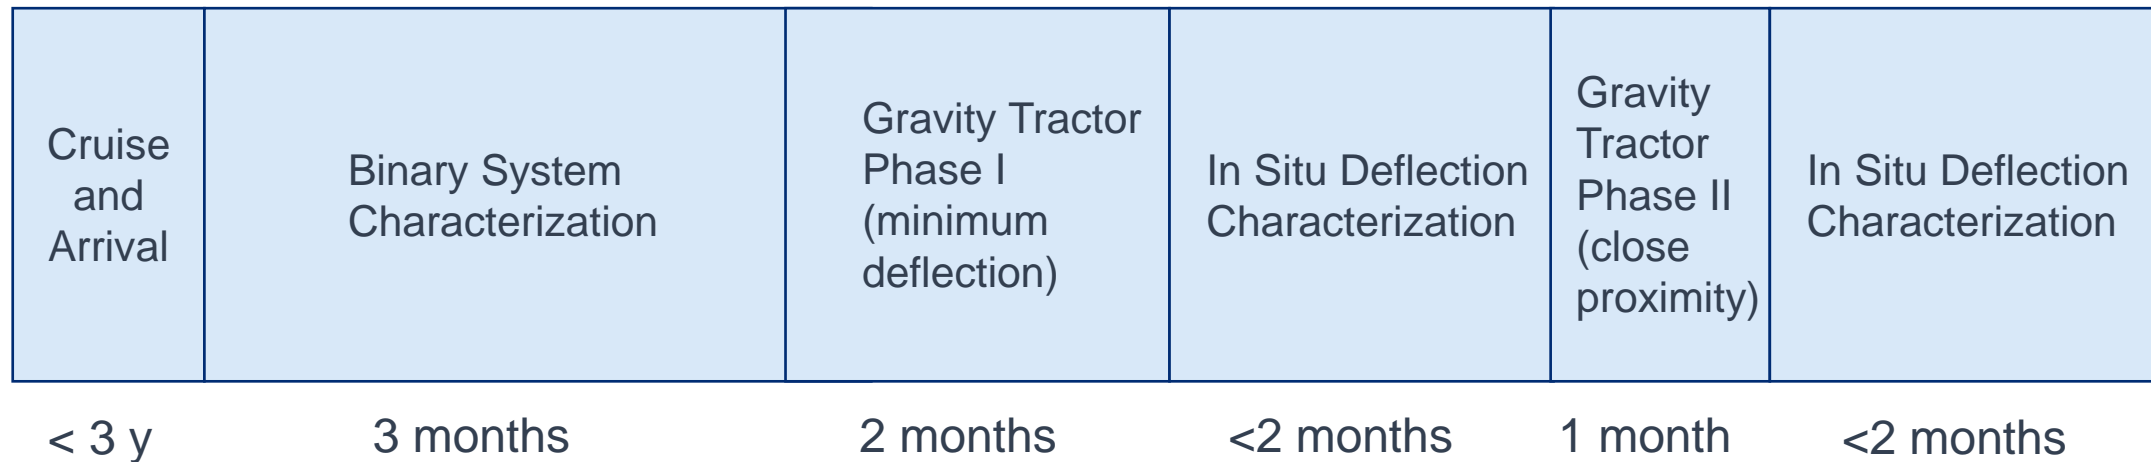 Cruise
and
Arrival
Binary System
Characterization
Gravity Tractor
Phase I
(minimum
deflection)
In Situ Deflection
Characterization
Gravity
Tractor
Phase II
(close
proximity)
In Situ Deflection
Characterization
< 3 y
3 months
2 months
<2 months
1 month
<2 months